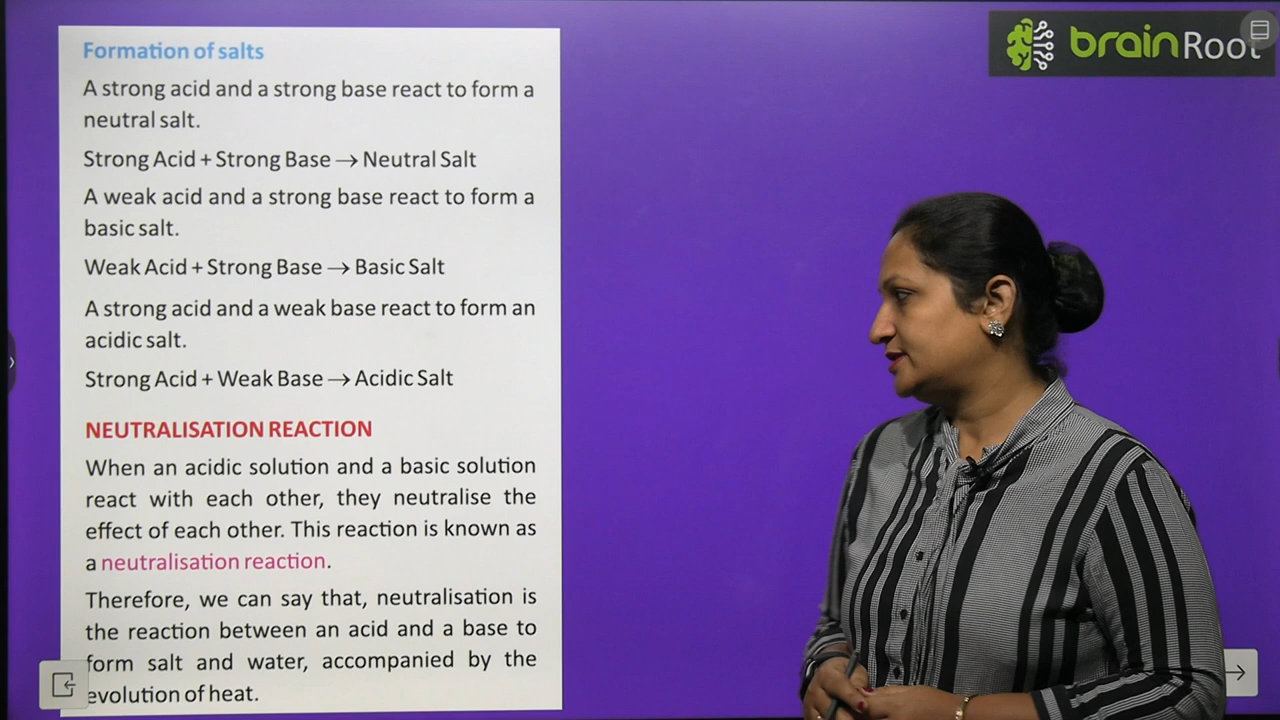 Formation of salts
A strong acid and a strong base react to form a
neutral salt.
Strong Acid + Strong Base → Neutral Salt
A weak acid and a strong base react to form a
basic salt.
Weak Acid + Strong Base → Basic Salt
A strong acid and a weak base react to form an
acidic salt.
Strong Acid + Weak Base → Acidic Salt
NEUTRALISATION REACTION
When an acidic solution and a basic solution
react with each other, they neutralise the
effect of each other. This reaction is known as
a neutralisation reaction.
Therefore, we can say that, neutralisation is
the reaction between an acid and a base to
form salt and water, accompanied by the
evolution of heat.
brain Root